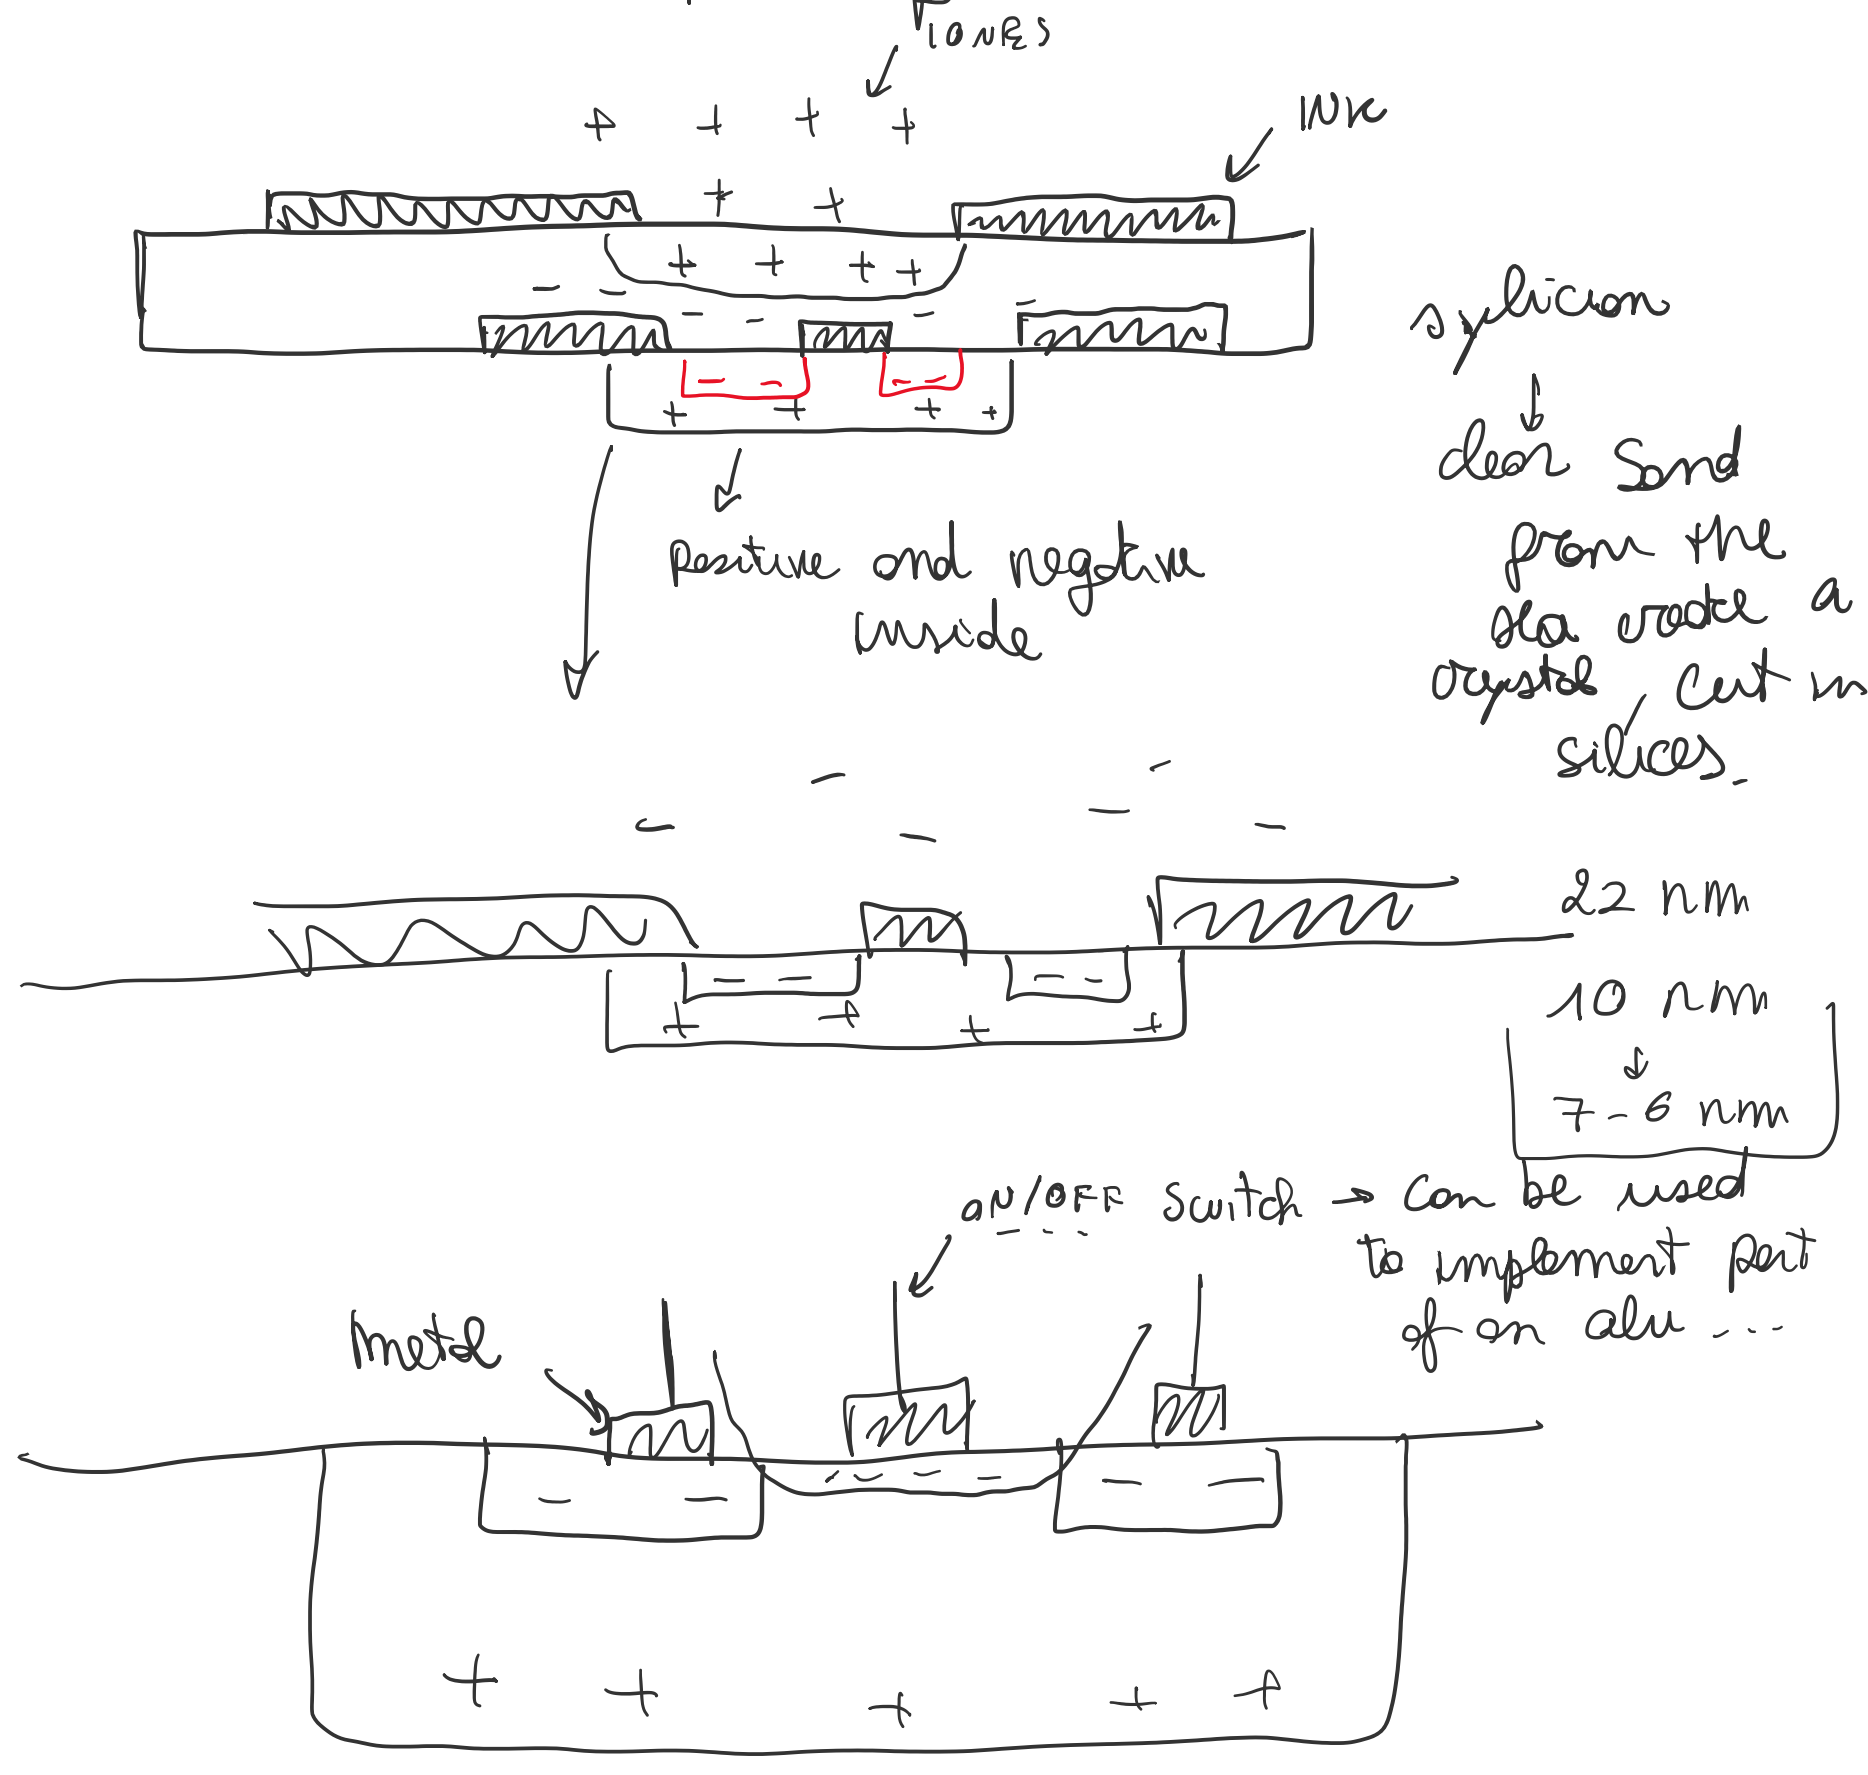 IONES
INK
sylicion
clean sand
from the
sea create a
crystal, cut in
silices.
Positive and negative
inside
22 nm
10 nm
7-6 nm
ON/OFF switch → can be used
to implement part
of an alu ...
metal